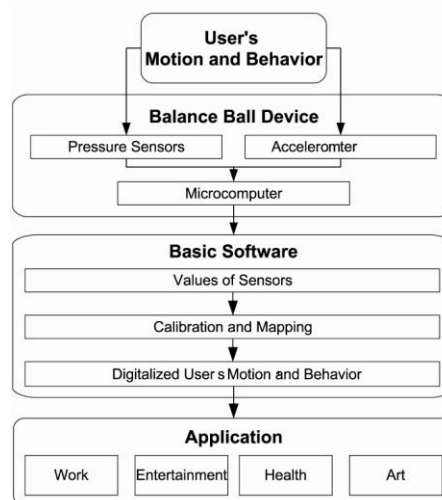 User's
Motion and Behavior
Balance Ball Device
Pressure Sensors
Acceleromter
Microcomputer
Basic Software
Values of Sensors
Calibration and Mapping
Digitalized User s Motion and Behavior
Application
Work
Entertainment
Health
Art